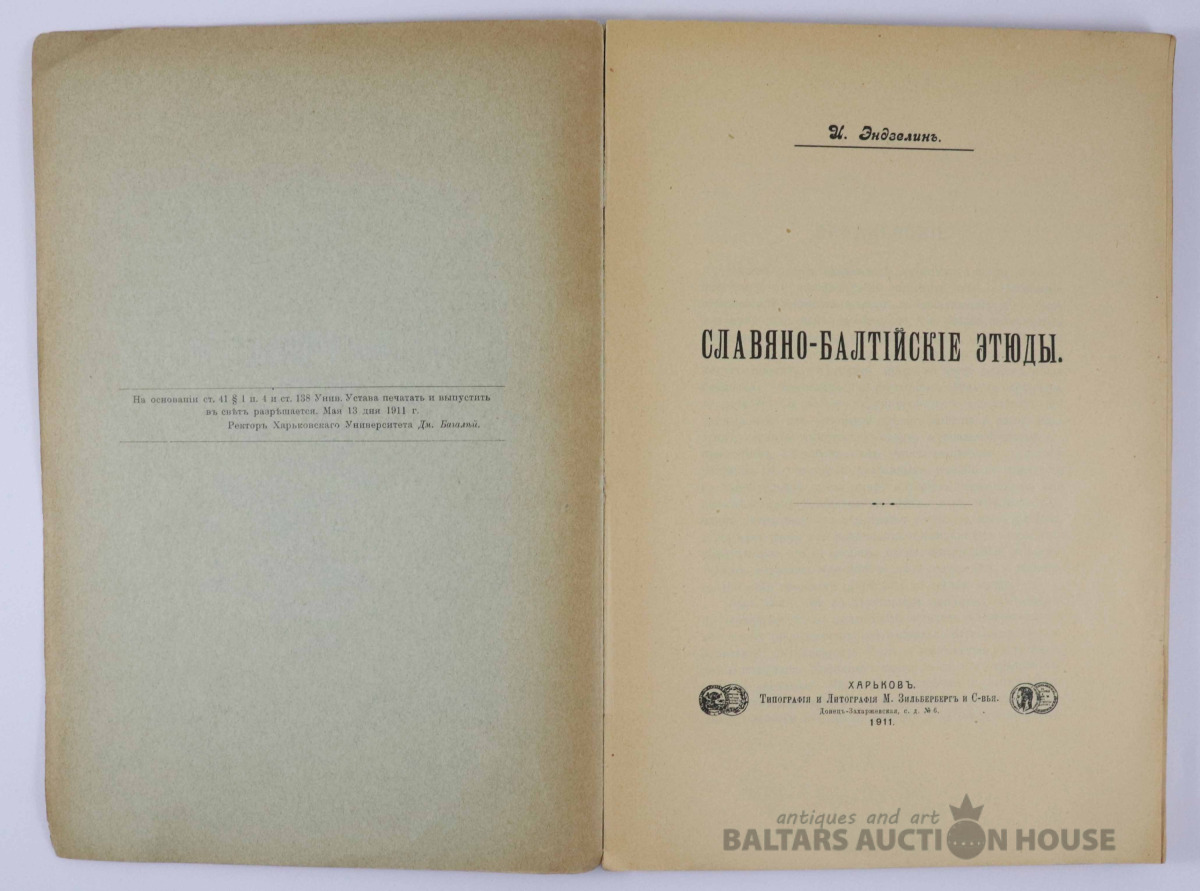 На основаніи ст. 41 § 1 п. 4 и ст. 138 Унив. Устава печатать и выпустить
въ свѣтъ разрѣшается. Мая 13 дня 1911 г.
Ректоръ Харьковскаго Университета Дм. Багалѣй.
И. Эндзелинъ.
СЛАВЯНО-БАЛТІЙСКІЕ ЭТЮДЫ.
ХАРЬКОВЪ.
Типографія и Литографія М. Зильбербергъ и С-вья.
Донецъ-Захаржевская, с. д. № 6.
1911.
antiques and art
BALTARS AUCTION HOUSE